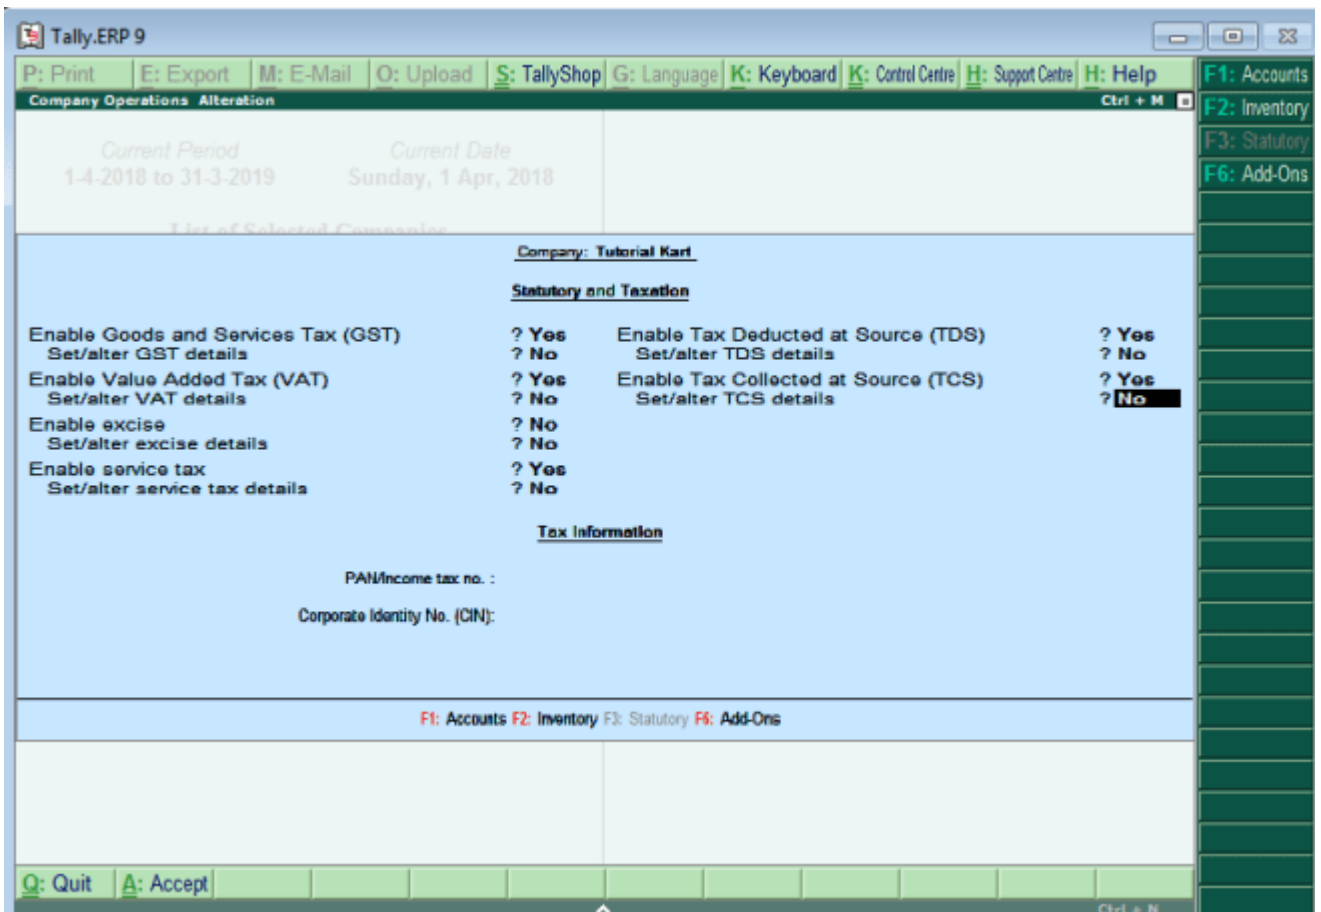 Tally.ERP 9
P: Print E: Export M: E-Mail O: Upload S: TallyShop G: Language K: Keyboard K: Control Centre H: Support Centre H: Help F1: Accounts
Company Operations Alteration Ctrl + M
F2: Inventory
F3: Statutory
F6: Add-Ons
Current Period Current Date
1-4-2018 to 31-3-2019 Sunday, 1 Apr, 2018
List of Selected Companies
Company: Tutorial Kart
Statutory and Taxation
Enable Goods and Services Tax (GST) ? Yes Enable Tax Deducted at Source (TDS) ? Yes
Set/alter GST details ? No Set/alter TDS details ? No
Enable Value Added Tax (VAT) ? Yes Enable Tax Collected at Source (TCS) ? Yes
Set/alter VAT details ? No Set/alter TCS details ? No
Enable excise ? No
Set/alter excise details ? No
Enable service tax ? Yes
Set/alter service tax details ? No
Tax Information
PAN/Income tax no. :
Corporate Identity No. (CIN):
F1: Accounts F2: Inventory F3: Statutory F6: Add-Ons
Q: Quit A: Accept
Ctrl + N